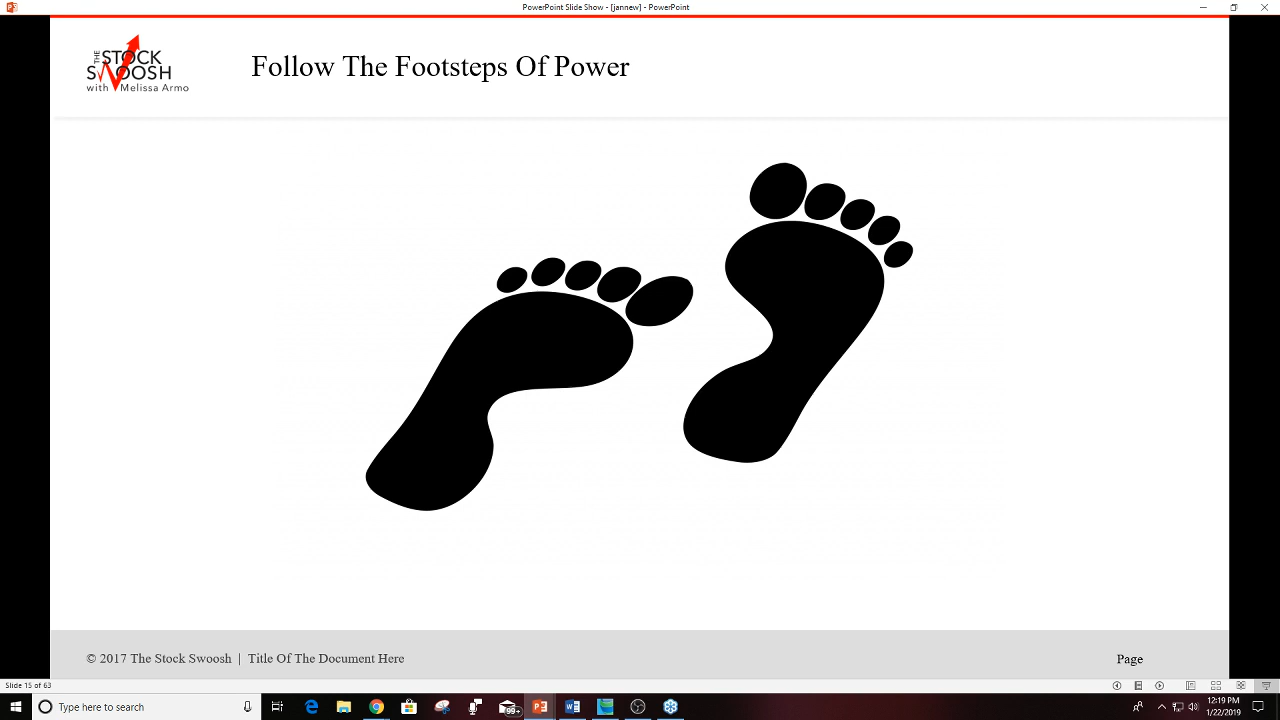 PowerPoint Slide Show - [jannew] - PowerPoint
THE
STOCK
SWOOSH
with Melissa Armo
Follow The Footsteps Of Power
© 2017 The Stock Swoosh | Title Of The Document Here
Page
Slide 15 of 63
Type here to search
99+
12:19 PM
1/22/2019